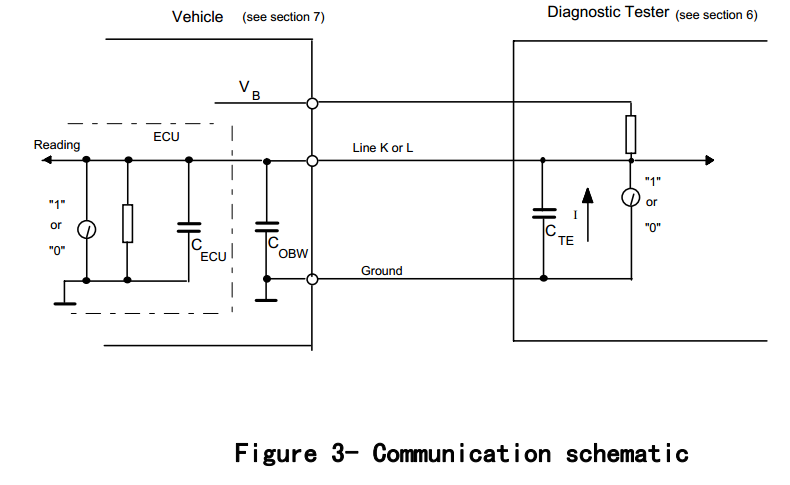 Vehicle (see section 7)
Diagnostic Tester (see section 6)
VB
ECU
Reading
Line K or L
"1"
or
"0"
CECU
COBW
Ground
CTE
I
"1"
or
"0"
Figure 3- Communication schematic